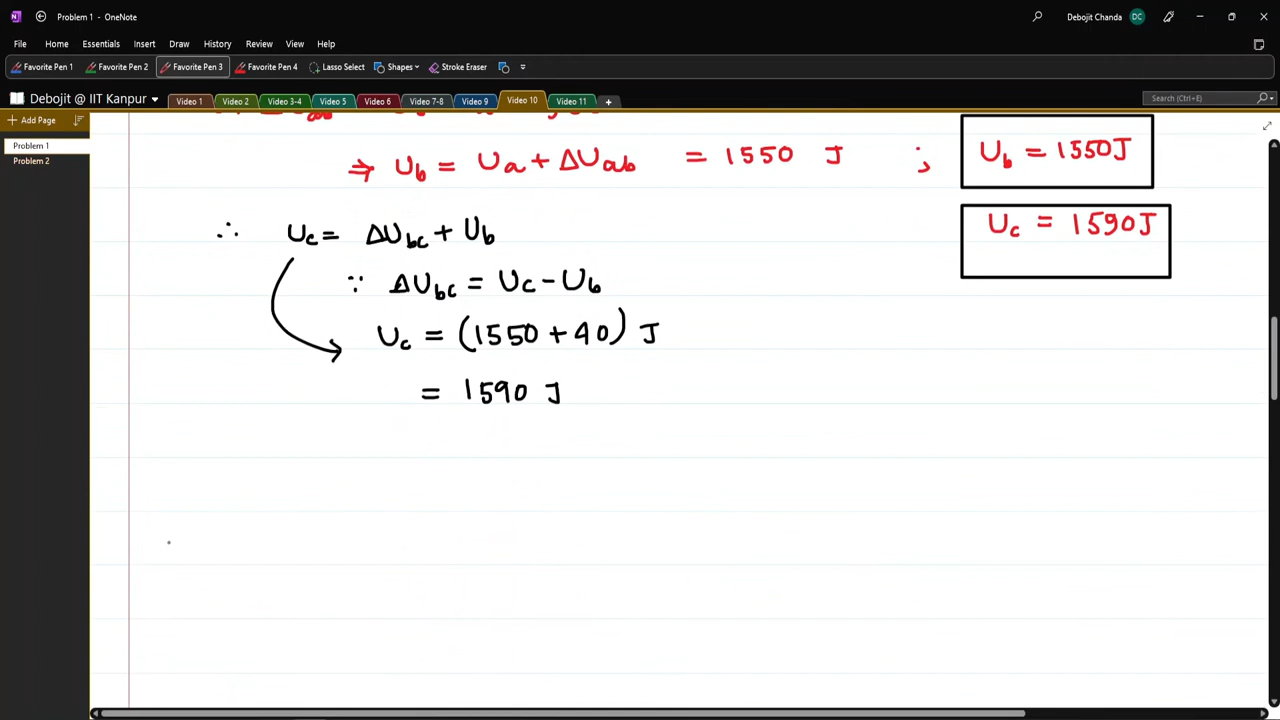 Problem 1 - OneNote
Debojit Chanda DC
File Home Essentials Insert Draw History Review View Help
Favorite Pen 1 Favorite Pen 2 Favorite Pen 3 Favorite Pen 4 Lasso Select Shapes Stroke Eraser
Debojit @ IIT Kanpur Video 1 Video 2 Video 3-4 Video 5 Video 6 Video 7-8 Video 9 Video 10 Video 11 + Search (Ctrl+E)
+ Add Page
Problem 1
Problem 2
⇒ U_b = U_a + ΔU_ab = 1550 J ;
U_b = 1550J
U_c = 1590J
∴ U_c = ΔU_bc + U_b
∵ ΔU_bc = U_c - U_b
U_c = (1550 + 40) J
= 1590 J